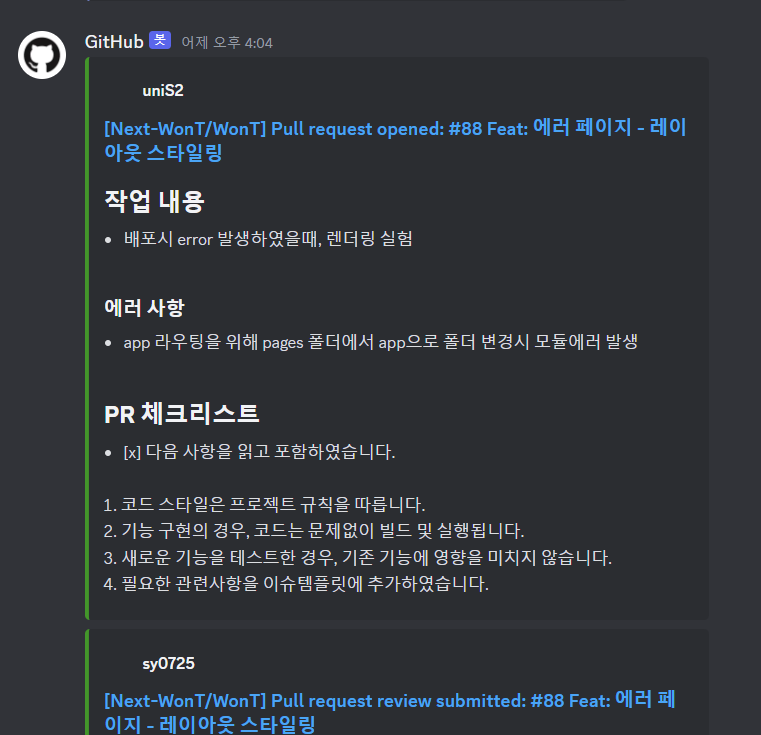 GitHub 봇 어제 오후 4:04
uniS2
[Next-WonT/WonT] Pull request opened: #88 Feat: 에러 페이지 - 레이
아웃 스타일링
작업 내용
• 배포시 error 발생하였을때, 렌더링 실험
에러 사항
• app 라우팅을 위해 pages 폴더에서 app으로 폴더 변경시 모듈에러 발생
PR 체크리스트
• [x] 다음 사항을 읽고 포함하였습니다.
1. 코드 스타일은 프로젝트 규칙을 따릅니다.
2. 기능 구현의 경우, 코드는 문제없이 빌드 및 실행됩니다.
3. 새로운 기능을 테스트한 경우, 기존 기능에 영향을 미치지 않습니다.
4. 필요한 관련사항을 이슈템플릿에 추가하였습니다.
sy0725
[Next-WonT/WonT] Pull request review submitted: #88 Feat: 에러 페
이지 - 레이아웃 스타일링